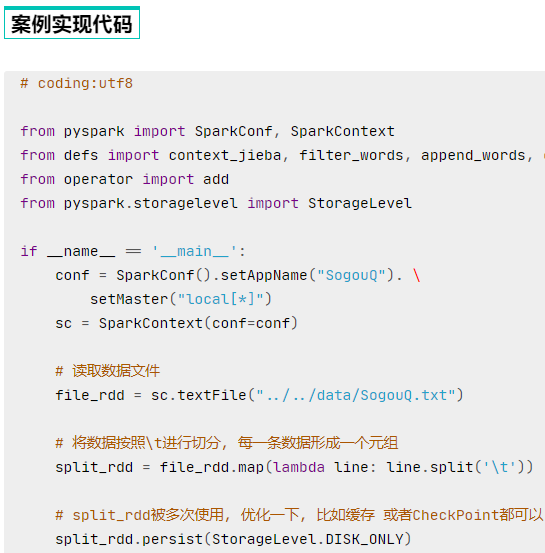 案例实现代码
# coding:utf8
from pyspark import SparkConf, SparkContext
from defs import context_jieba, filter_words, append_words,
from operator import add
from pyspark.storagelevel import StorageLevel
if __name__ == '__main__':
conf = SparkConf().setAppName("SogouQ"). \
setMaster("local[*]")
sc = SparkContext(conf=conf)
# 读取数据文件
file_rdd = sc.textFile("../../data/SogouQ.txt")
# 将数据按照\t进行切分, 每一条数据形成一个元组
split_rdd = file_rdd.map(lambda line: line.split('\t'))
# split_rdd被多次使用, 优化一下, 比如缓存 或者CheckPoint都可以
split_rdd.persist(StorageLevel.DISK_ONLY)